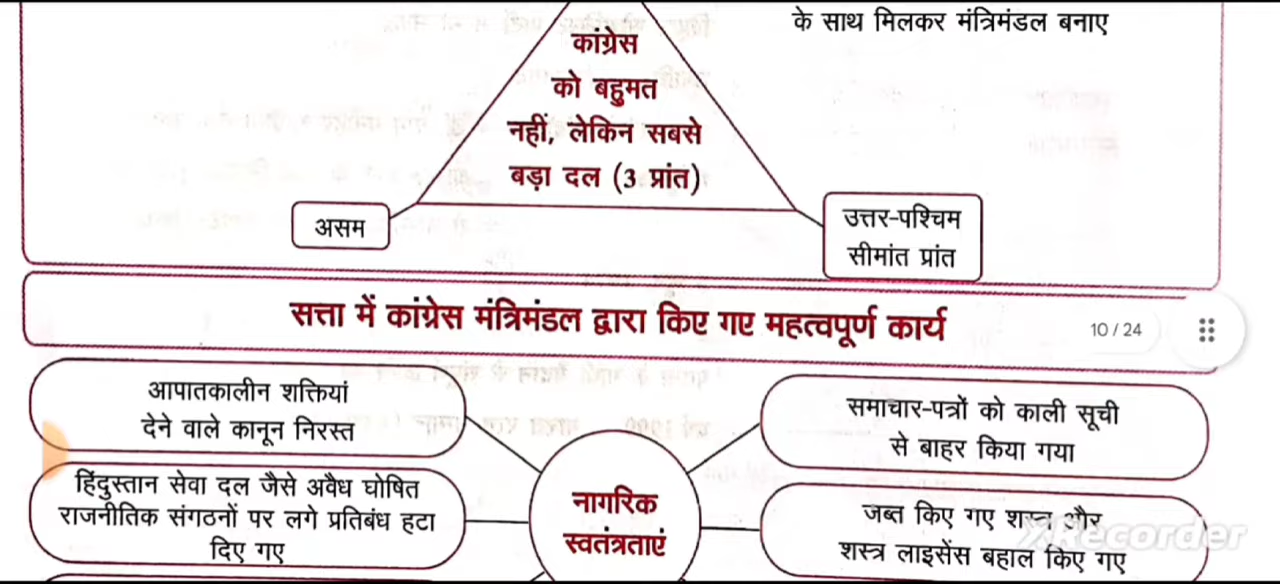 के साथ मिलकर मंत्रिमंडल बनाए
कांग्रेस
को बहुमत
नहीं, लेकिन सबसे
बड़ा दल (3 प्रांत)
असम
उत्तर-पश्चिम
सीमांत प्रांत
सत्ता में कांग्रेस मंत्रिमंडल द्वारा किए गए महत्वपूर्ण कार्य
10 / 24
आपातकालीन शक्तियां
देने वाले कानून निरस्त
समाचार-पत्रों को काली सूची
से बाहर किया गया
हिंदुस्तान सेवा दल जैसे अवैध घोषित
राजनीतिक संगठनों पर लगे प्रतिबंध हटा
दिए गए
नागरिक
स्वतंत्रताएं
जब्त किए गए शस्त्र और
शस्त्र लाइसेंस बहाल किए गए
XRecorder